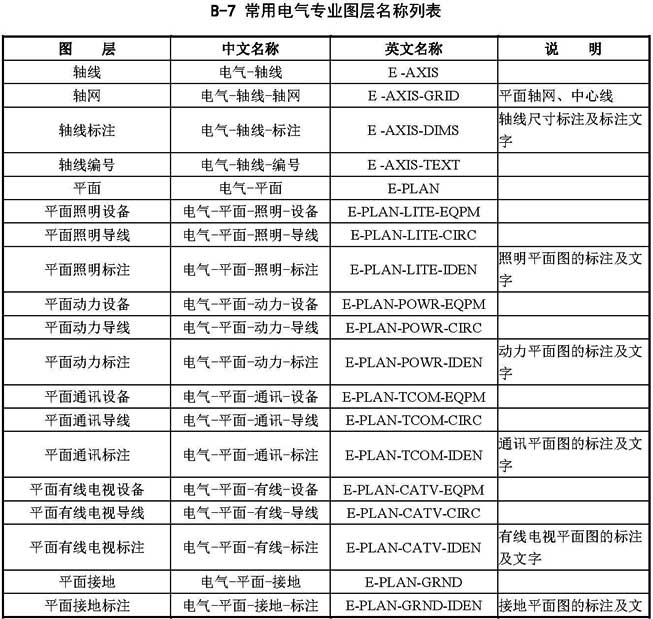 B-7 常用电气专业图层名称列表
图 层 中文名称 英文名称 说 明
轴线 电气-轴线 E -AXIS
轴网 电气-轴线-轴网 E -AXIS-GRID 平面轴网、中心线
轴线标注 电气-轴线-标注 E -AXIS-DIMS 轴线尺寸标注及标注文
字
轴线编号 电气-轴线-编号 E -AXIS-TEXT
平面 电气-平面 E-PLAN
平面照明设备 电气-平面-照明-设备 E-PLAN-LITE-EQPM
平面照明导线 电气-平面-照明-导线 E-PLAN-LITE-CIRC
平面照明标注 电气-平面-照明-标注 E-PLAN-LITE-IDEN 照明平面图的标注及文
字
平面动力设备 电气-平面-动力-设备 E-PLAN-POWR-EQPM
平面动力导线 电气-平面-动力-导线 E-PLAN-POWR-CIRC
平面动力标注 电气-平面-动力-标注 E-PLAN-POWR-IDEN 动力平面图的标注及文
字
平面通讯设备 电气-平面-通讯-设备 E-PLAN-TCOM-EQPM
平面通讯导线 电气-平面-通讯-导线 E-PLAN-TCOM-CIRC
平面通讯标注 电气-平面-通讯-标注 E-PLAN-TCOM-IDEN 通讯平面图的标注及文
字
平面有线电视设备 电气-平面-有线-设备 E-PLAN-CATV-EQPM
平面有线电视导线 电气-平面-有线-导线 E-PLAN-CATV-CIRC
平面有线电视标注 电气-平面-有线-标注 E-PLAN-CATV-IDEN 有线电视平面图的标注
及文字
平面接地 电气-平面-接地 E-PLAN-GRND
平面接地标注 电气-平面-接地-标注 E-PLAN-GRND-IDEN 接地平面图的标注及文